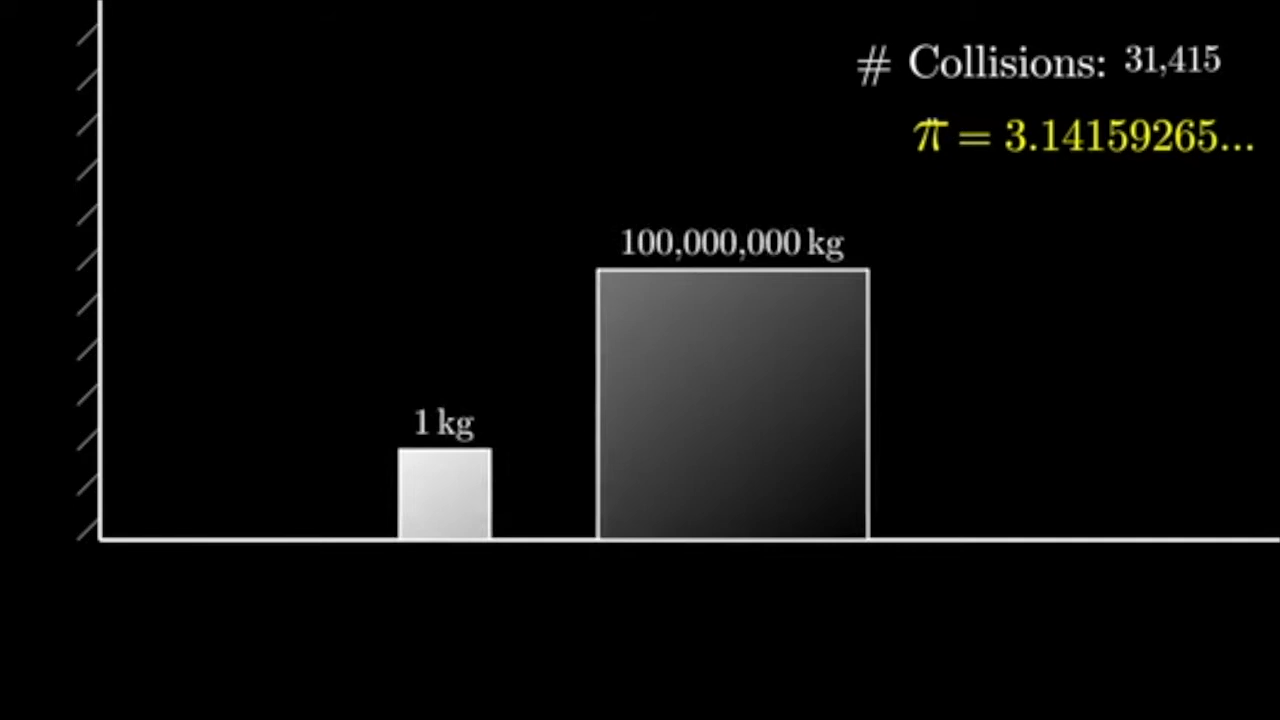 # Collisions: 31,415
π = 3.14159265...
100,000,000 kg
1 kg